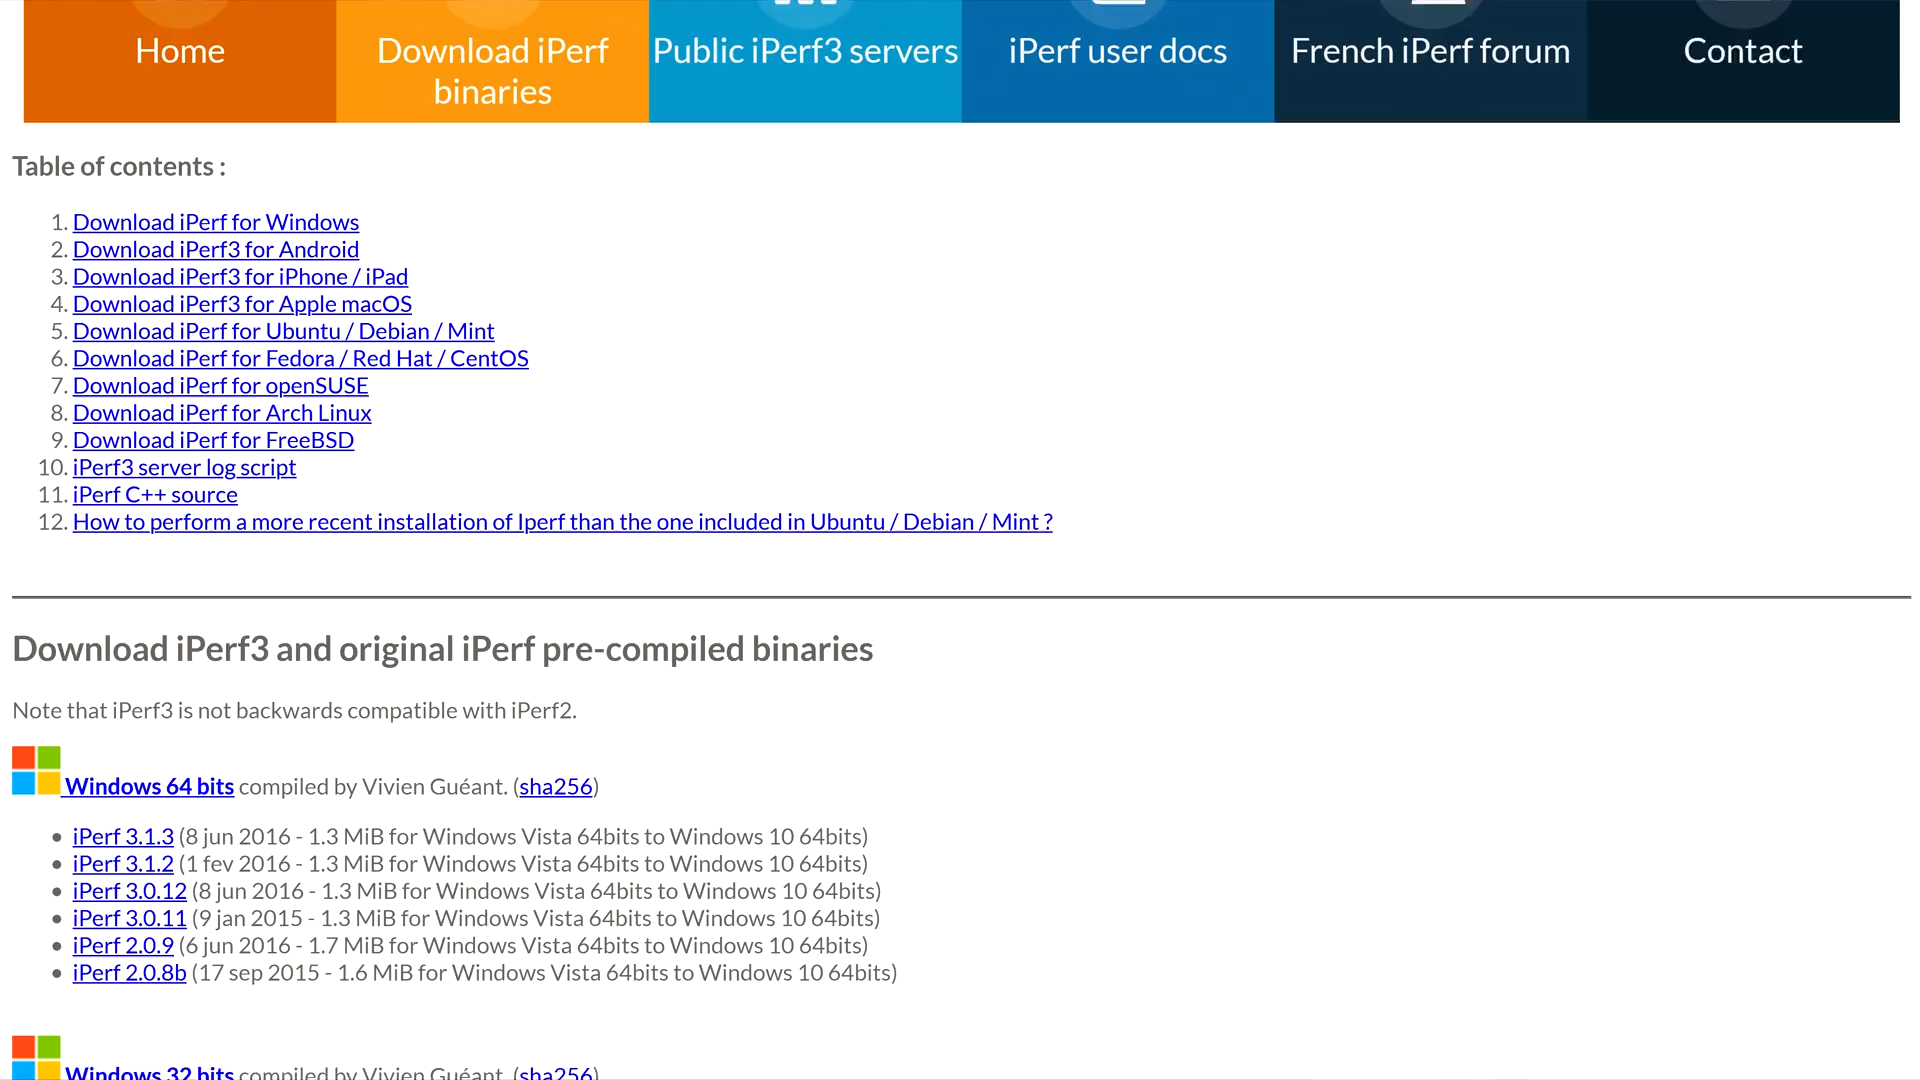 Home
Download iPerf
binaries
Public iPerf3 servers
iPerf user docs
French iPerf forum
Contact
Table of contents :
1. Download iPerf for Windows
2. Download iPerf3 for Android
3. Download iPerf3 for iPhone / iPad
4. Download iPerf3 for Apple macOS
5. Download iPerf for Ubuntu / Debian / Mint
6. Download iPerf for Fedora / Red Hat / CentOS
7. Download iPerf for openSUSE
8. Download iPerf for Arch Linux
9. Download iPerf for FreeBSD
10. iPerf3 server log script
11. iPerf C++ source
12. How to perform a more recent installation of Iperf than the one included in Ubuntu / Debian / Mint ?
Download iPerf3 and original iPerf pre-compiled binaries
Note that iPerf3 is not backwards compatible with iPerf2.
Windows 64 bits compiled by Vivien Guéant. (sha256)
• iPerf 3.1.3 (8 jun 2016 - 1.3 MiB for Windows Vista 64bits to Windows 10 64bits)
• iPerf 3.1.2 (1 fev 2016 - 1.3 MiB for Windows Vista 64bits to Windows 10 64bits)
• iPerf 3.0.12 (8 jun 2016 - 1.3 MiB for Windows Vista 64bits to Windows 10 64bits)
• iPerf 3.0.11 (9 jan 2015 - 1.3 MiB for Windows Vista 64bits to Windows 10 64bits)
• iPerf 2.0.9 (6 jun 2016 - 1.7 MiB for Windows Vista 64bits to Windows 10 64bits)
• iPerf 2.0.8b (17 sep 2015 - 1.6 MiB for Windows Vista 64bits to Windows 10 64bits)
Windows 32 bits compiled by Vivien Guéant. (sha256)